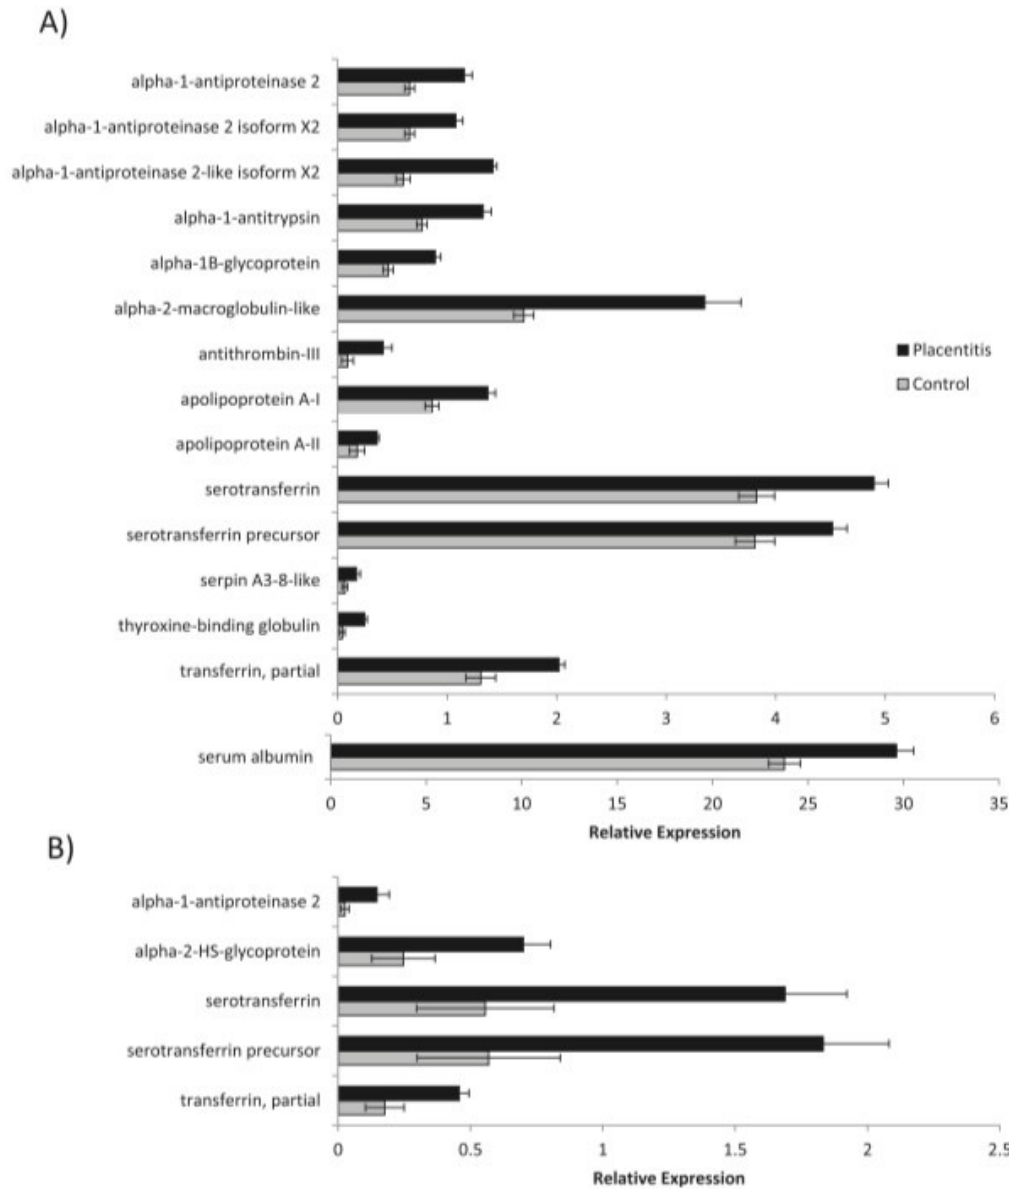 A)
alpha-1-antiproteinase 2
alpha-1-antiproteinase 2 isoform X2
alpha-1-antiproteinase 2-like isoform X2
alpha-1-antitrypsin
alpha-1B-glycoprotein
alpha-2-macroglobulin-like
antithrombin-III
apolipoprotein A-I
apolipoprotein A-II
serotransferrin
serotransferrin precursor
serpin A3-8-like
thyroxine-binding globulin
transferrin, partial
Placentitis
Control
0 1 2 3 4 5 6
serum albumin
0 5 10 15 20 30 35
Relative Expression
B)
alpha-1-antiproteinase 2
alpha-2-HS-glycoprotein
serotransferrin
serotransferrin precursor
transferrin, partial
0 0.5 1 1.5 2 2.5
Relative Expression